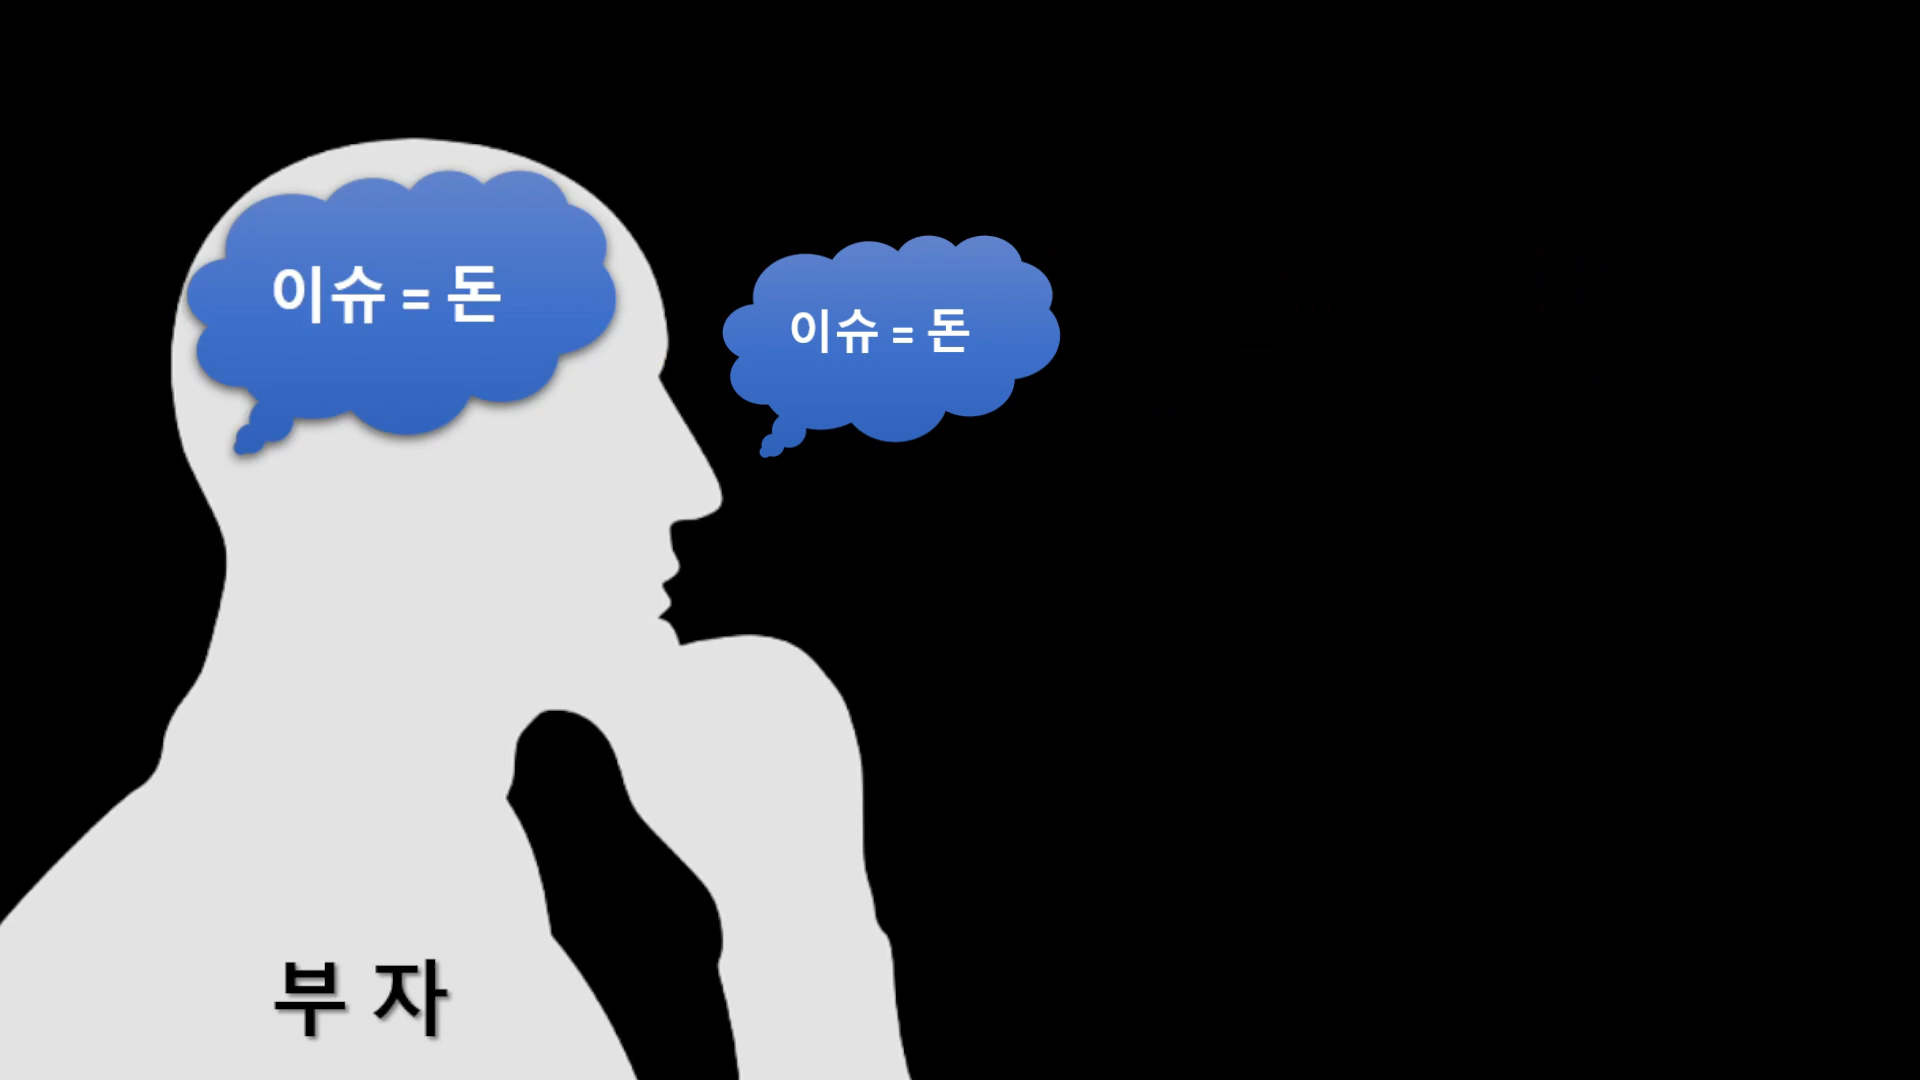 이슈 = 돈
이슈 = 돈
부 자